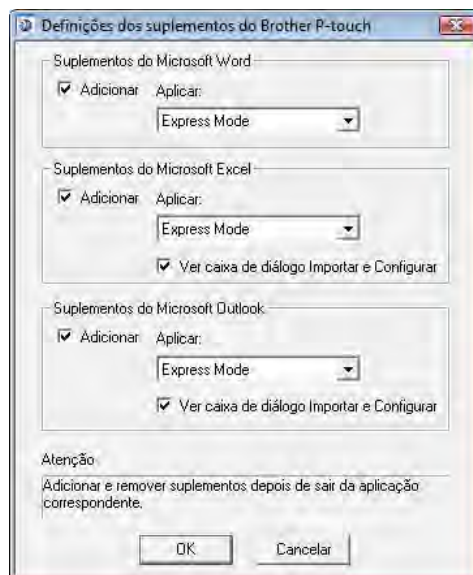 Definições dos suplementos do Brother P-touch
Suplementos do Microsoft Word
Adicionar Aplicar:
Express Mode
Suplementos do Microsoft Excel
Adicionar Aplicar:
Express Mode
Ver caixa de diálogo Importar e Configurar
Suplementos do Microsoft Outlook
Adicionar Aplicar:
Express Mode
Ver caixa de diálogo Importar e Configurar
Atenção
Adicionar e remover suplementos depois de sair da aplicação
correspondente.
OK Cancelar